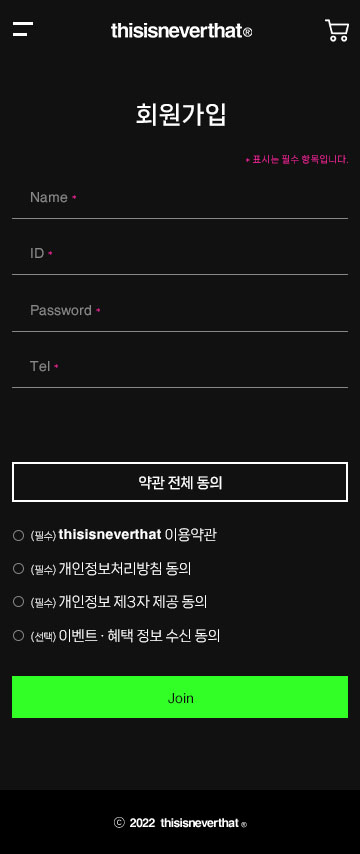 thisisneverthat®
회원가입
* 표시는 필수 항목입니다.
Name *
ID *
Password *
Tel *
약관 전체 동의
(필수) thisisneverthat 이용약관
(필수) 개인정보처리방침 동의
(필수) 개인정보 제3자 제공 동의
(선택) 이벤트 · 혜택 정보 수신 동의
Join
ⓒ 2022 thisisneverthat ®